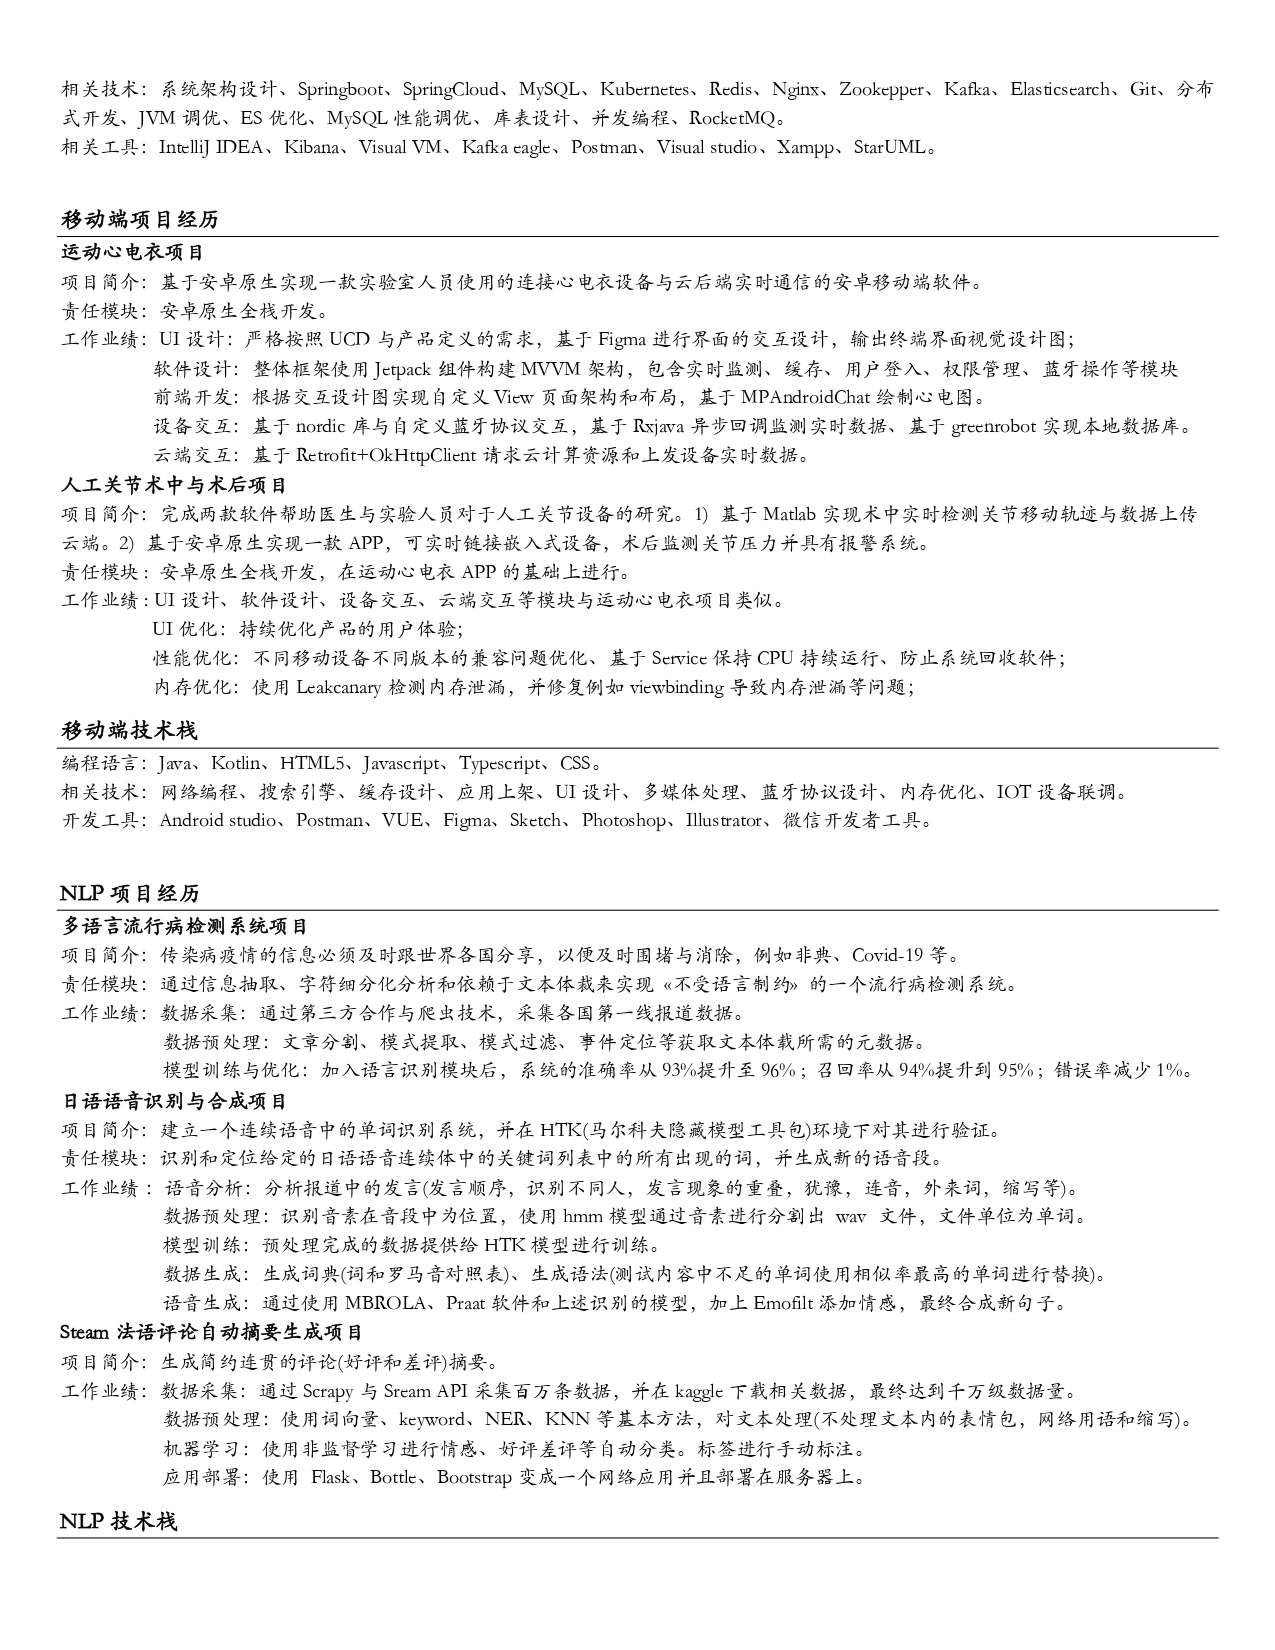 相关技术：系统架构设计、Springboot、SpringCloud、MySQL、Kubernetes、Redis、Nginx、Zookepper、Kafka、Elasticsearch、Git、分布
式开发、JVM 调优、ES 优化、MySQL 性能调优、库表设计、并发编程、RocketMQ。
相关工具：IntelliJ IDEA、Kibana、Visual VM、Kafka eagle、Postman、Visual studio、Xampp、StarUML。
移动端项目经历
运动心电衣项目
项目简介：基于安卓原生实现一款实验室人员使用的连接心电衣设备与云后端实时通信的安卓移动端软件。
责任模块：安卓原生全栈开发。
工作业绩：UI 设计：严格按照 UCD 与产品定义的需求，基于 Figma 进行界面的交互设计，输出终端界面视觉设计图；
软件设计：整体框架使用 Jetpack 组件构建 MVVM 架构，包含实时监测、缓存、用户登入、权限管理、蓝牙操作等模块
前端开发：根据交互设计图实现自定义 View 页面架构和布局，基于 MPAndroidChat 绘制心电图。
设备交互：基于 nordic 库与自定义蓝牙协议交互，基于 Rxjava 异步回调监测实时数据、基于 greenrobot 实现本地数据库。
云端交互：基于 Retrofit+OkHttpClient 请求云计算资源和上发设备实时数据。
人工关节术中与术后项目
项目简介：完成两款软件帮助医生与实验人员对于人工关节设备的研究。1) 基于 Matlab 实现术中实时检测关节移动轨迹与数据上传
云端。2) 基于安卓原生实现一款 APP，可实时链接嵌入式设备，术后监测关节压力并具有报警系统。
责任模块：安卓原生全栈开发，在运动心电衣 APP 的基础上进行。
工作业绩：UI 设计、软件设计、设备交互、云端交互等模块与运动心电衣项目类似。
UI 优化：持续优化产品的用户体验；
性能优化：不同移动设备不同版本的兼容问题优化、基于 Service 保持 CPU 持续运行、防止系统回收软件；
内存优化：使用 Leakcanary 检测内存泄漏，并修复例如 viewbinding 导致内存泄漏等问题；
移动端技术栈
编程语言：Java、Kotlin、HTML5、Javascript、Typescript、CSS。
相关技术：网络编程、搜索引擎、缓存设计、应用上架、UI 设计、多媒体处理、蓝牙协议设计、内存优化、IOT 设备联调。
开发工具：Android studio、Postman、VUE、Figma、Sketch、Photoshop、Illustrator、微信开发者工具。
NLP 项目经历
多语言流行病检测系统项目
项目简介：传染病疫情的信息必须及时跟世界各国分享，以便及时围堵与消除，例如非典、Covid-19 等。
责任模块：通过信息抽取、字符细分化分析和依赖于文本体裁来实现 «不受语言制约» 的一个流行病检测系统。
工作业绩：数据采集：通过第三方合作与爬虫技术，采集各国第一线报道数据。
数据预处理：文章分割、模式提取、模式过滤、事件定位等获取文本体裁所需的元数据。
模型训练与优化：加入语言识别模块后，系统的准确率从 93%提升至 96%；召回率从 94%提升到 95%；错误率减少 1%。
日语语音识别与合成项目
项目简介：建立一个连续语音中的单词识别系统，并在 HTK(马尔科夫隐藏模型工具包)环境下对其进行验证。
责任模块：识别和定位给定的日语语音连续体中的关键词列表中的所有出现的词，并生成新的语音段。
工作业绩：语音分析：分析报道中的发言(发言顺序，识别不同人，发言现象的重叠，犹豫，连音，外来词，缩写等)。
数据预处理：识别音素在音段中为位置，使用 hmm 模型通过音素进行分割出 wav 文件，文件单位为单词。
模型训练：预处理完成的数据提供给 HTK 模型进行训练。
数据生成：生成词典(词和罗马音对照表)、生成语法(测试内容中不足的单词使用相似率最高的单词进行替换)。
语音生成：通过使用 MBROLA、Praat 软件和上述识别的模型，加上 Emofilt 添加情感，最终合成新句子。
Steam 法语评论自动摘要生成项目
项目简介：生成简约连贯的评论(好评和差评)摘要。
工作业绩：数据采集：通过 Scrapy 与 Sream API 采集百万条数据，并在 kaggle 下载相关数据，最终达到千万级数据量。
数据预处理：使用词向量、keyword、NER、KNN 等基本方法，对文本处理(不处理文本内的表情包，网络用语和缩写)。
机器学习：使用非监督学习进行情感、好评差评等自动分类。标签进行手动标注。
应用部署：使用 Flask、Bottle、Bootstrap 变成一个网络应用并且部署在服务器上。
NLP 技术栈